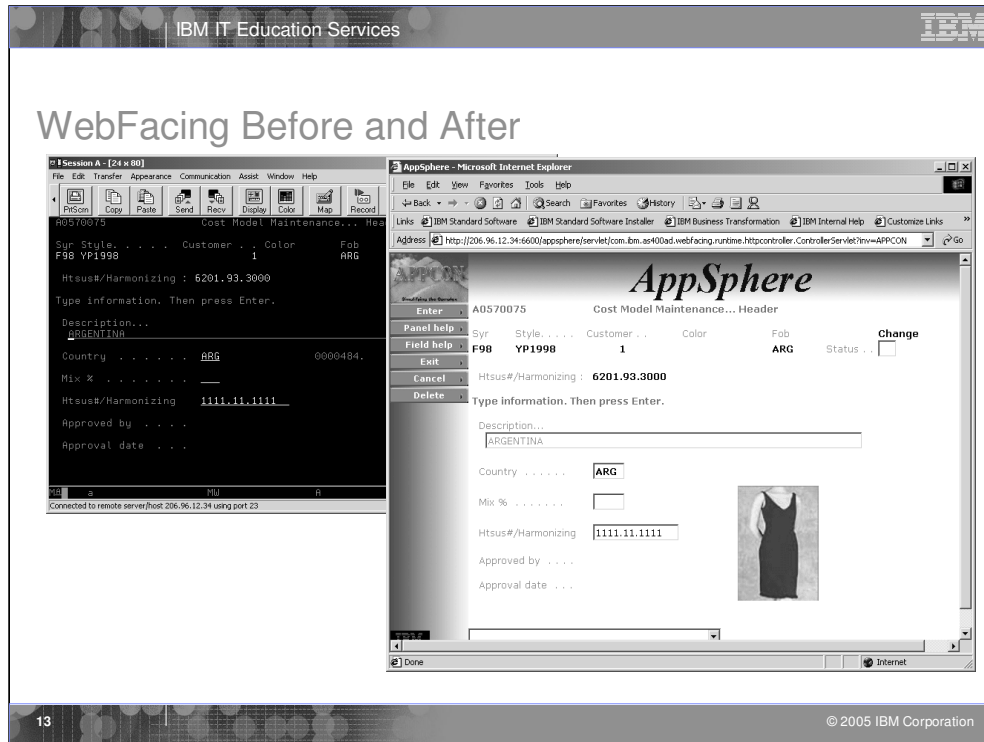 IBM IT Education Services
IBM
WebFacing Before and After
Session A - [24 x 80]
File Edit Transfer Appearance Communication Assist Window Help
PrtScrn Copy Paste Send Recv Display Color Map Record
A0570075 Cost Model Maintenance... Hea
Syr Style. . . . . Customer . . Color Fob
F98 YP1998 1 ARG
Htsus#/Harmonizing : 6201.93.3000
Type information. Then press Enter.
Description...
ARGENTINA
Country . . . . . . ARG 0000484.
Mix % . . . . . . .
Htsus#/Harmonizing 1111.11.1111
Approved by . . . .
Approval date . . .
a MW A
Connected to remote server/host 206.96.12.34 using port 23
AppSphere - Microsoft Internet Explorer
File Edit View Favorites Tools Help
Back Search Favorites History
Links IBM Standard Software IBM Standard Software Installer IBM Business Transformation IBM Internal Help Customize Links »
Address http://206.96.12.34:6600/appsphere/servlet/com.ibm.as400ad.webfacing.runtime.httpcontroller.ControllerServlet?inv=APPCON Go
APPCON
AppSphere
Enter
Panel help
Field help
Exit
Cancel
Delete
A0570075 Cost Model Maintenance... Header
Syr Style. . . . . Customer . . Color Fob Change
F98 YP1998 1 ARG Status . .
Htsus#/Harmonizing : 6201.93.3000
Type information. Then press Enter.
Description...
ARGENTINA
Country . . . . . . ARG
Mix % . . . . . . .
Htsus#/Harmonizing 1111.11.1111
Approved by . . . .
Approval date . . .
IBM
Done Internet
13
© 2005 IBM Corporation